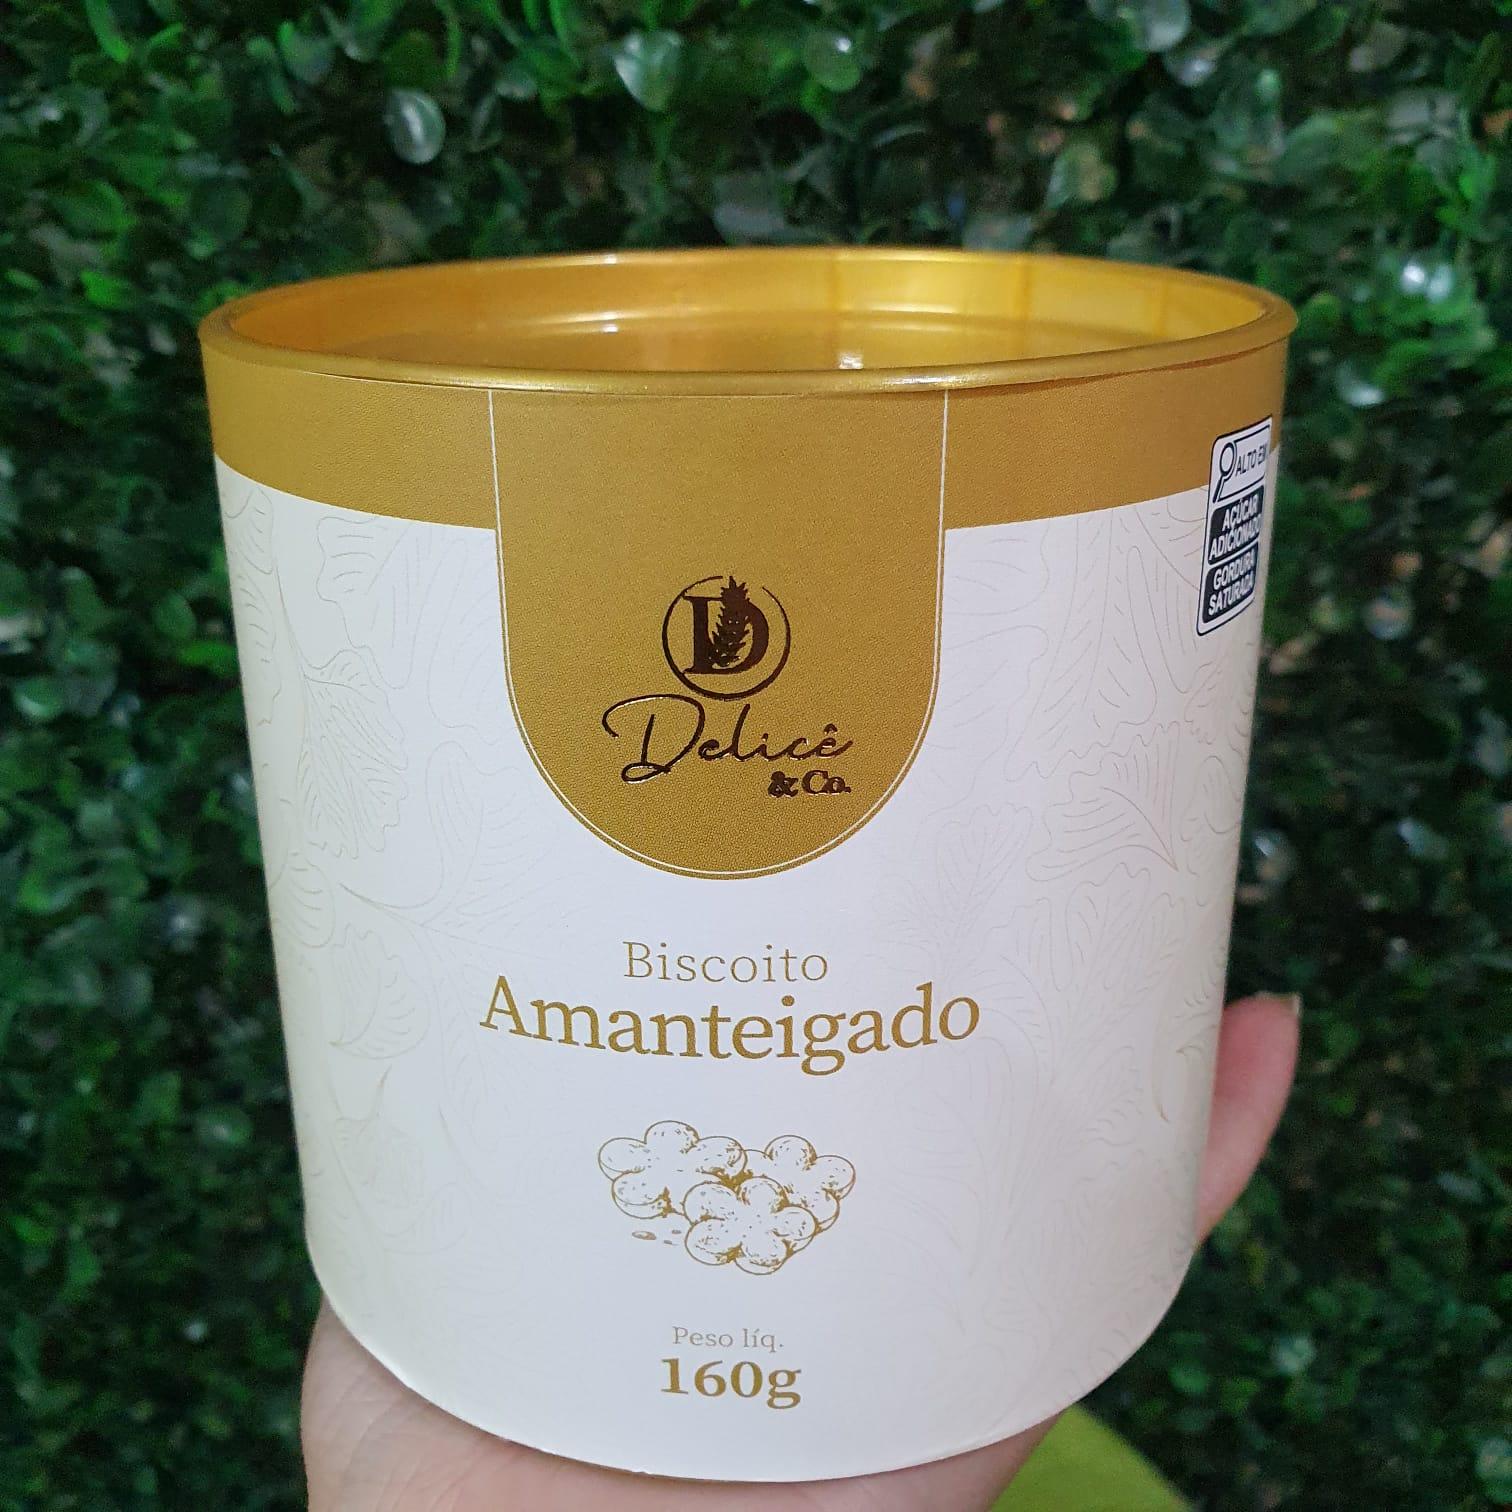 ALTO EM
AÇÚCAR
ADICIONADO
GORDURA
SATURADA
D
Delicê
& Co.
Biscoito
Amanteigado
Peso líq.
160g